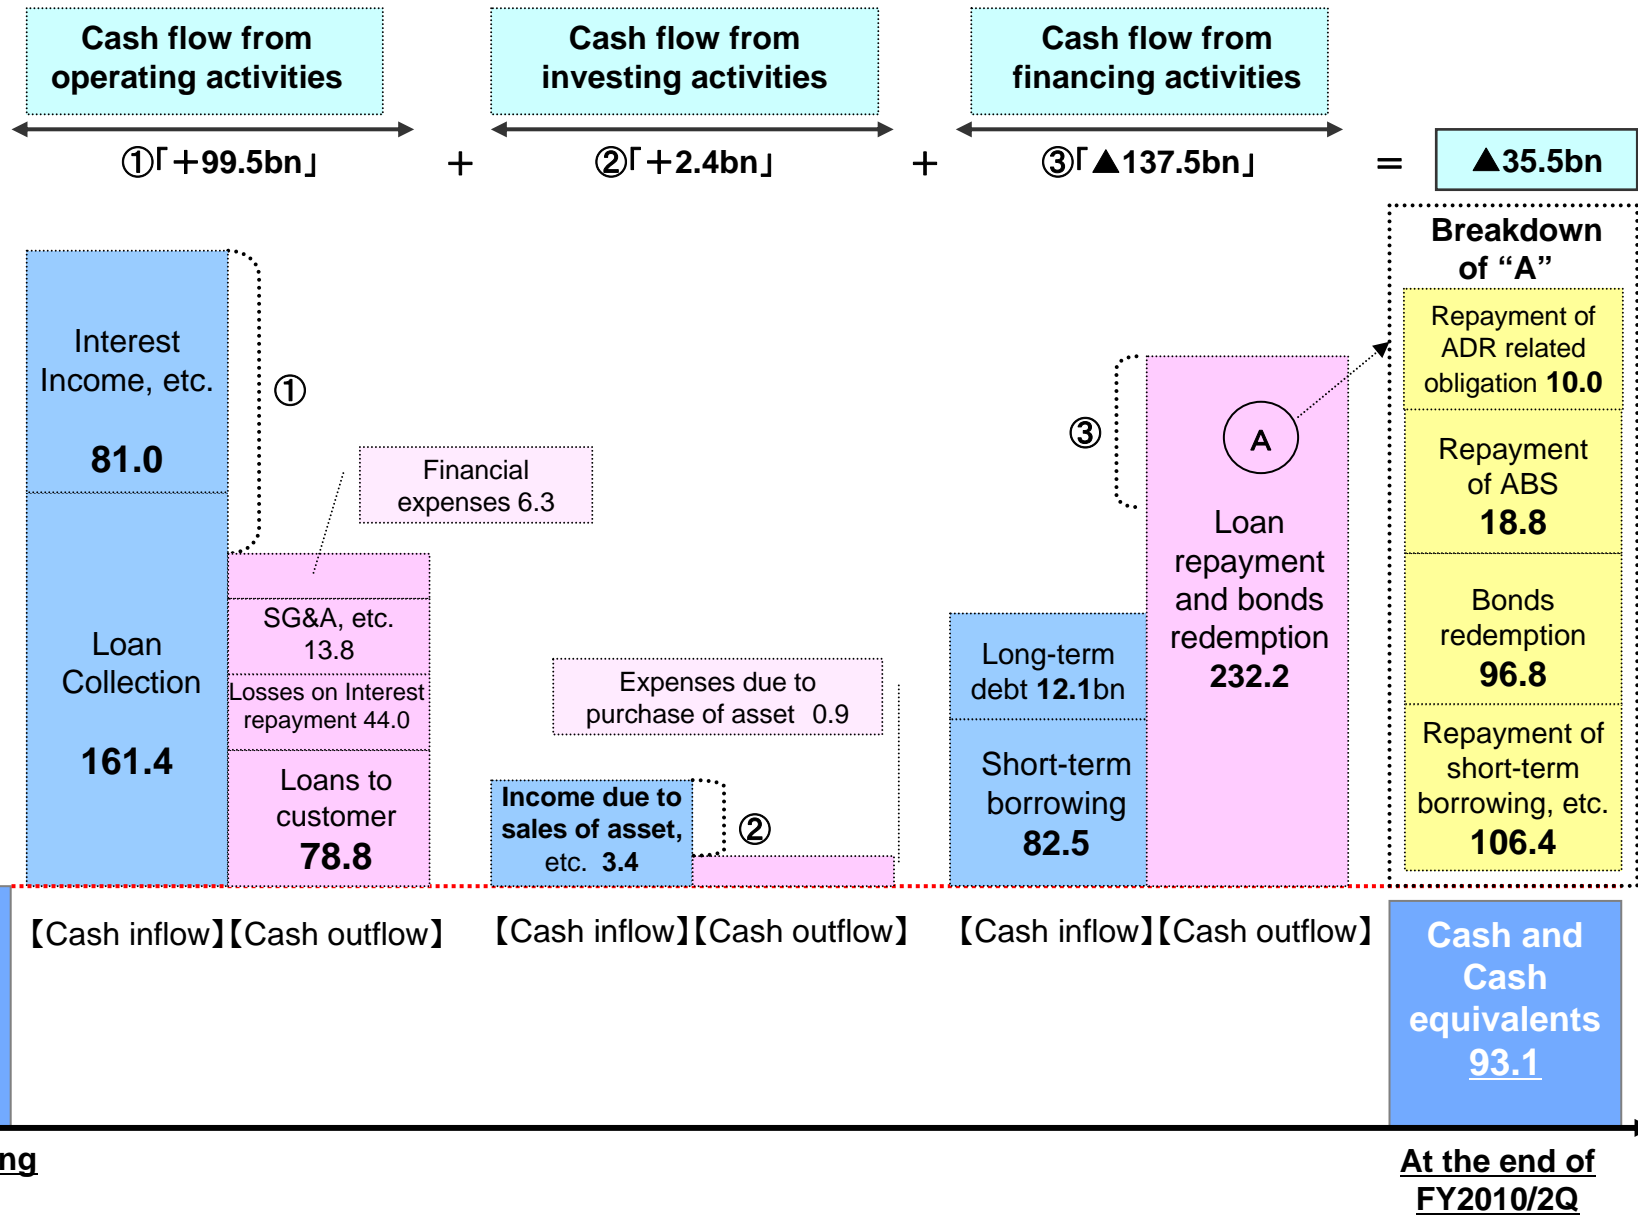 Cash flow from
operating activities
Cash flow from
investing activities
Cash flow from
financing activities
①「＋99.5bn」
+
②「＋2.4bn」
+
③「▲137.5bn」
=
▲35.5bn
Interest
Income, etc.
81.0
Loan
Collection
161.4
①
Financial
expenses 6.3
SG&A, etc.
13.8
Losses on Interest
repayment 44.0
Loans to
customer
78.8
Expenses due to
purchase of asset 0.9
Income due to
sales of asset,
etc. 3.4
②
③
A
Long-term
debt 12.1bn
Short-term
borrowing
82.5
Loan
repayment
and bonds
redemption
232.2
Breakdown
of “A”
Repayment of
ADR related
obligation 10.0
Repayment
of ABS
18.8
Bonds
redemption
96.8
Repayment of
short-term
borrowing, etc.
106.4
【Cash inflow】【Cash outflow】
【Cash inflow】【Cash outflow】
【Cash inflow】【Cash outflow】
Cash and
Cash
equivalents
93.1
ng
At the end of
FY2010/2Q